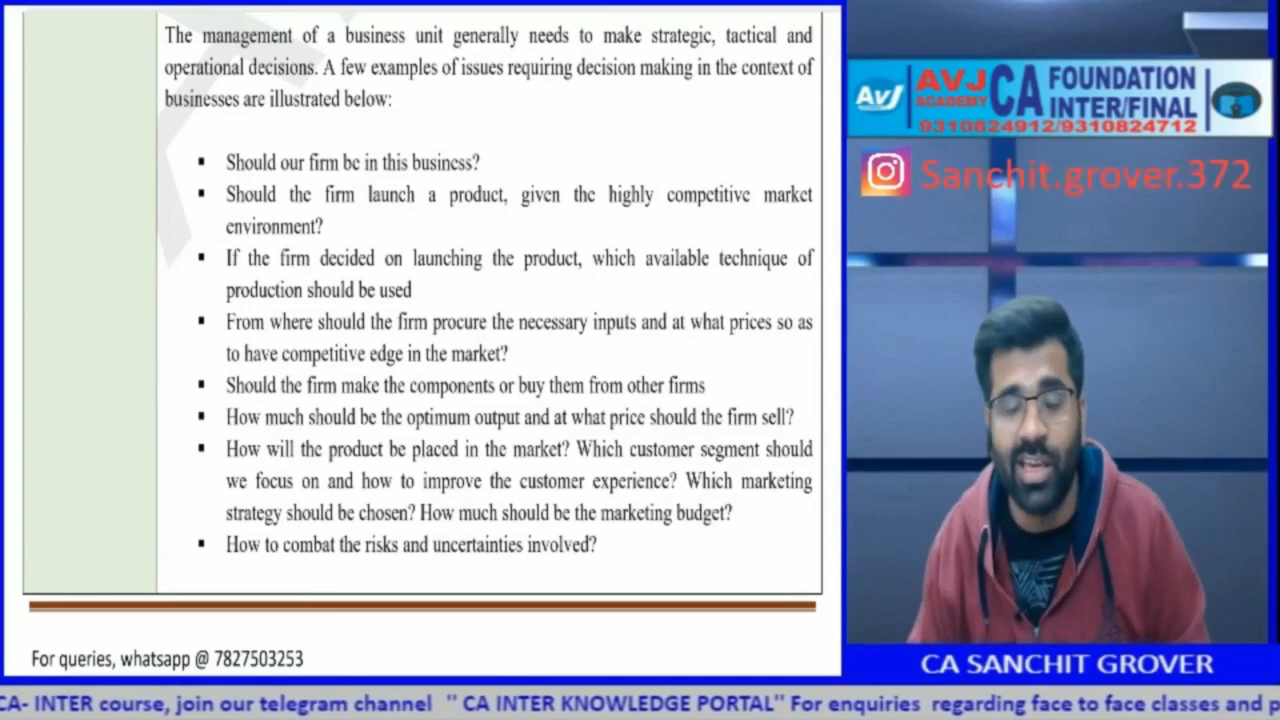 The management of a business unit generally needs to make strategic, tactical and
operational decisions. A few examples of issues requiring decision making in the context of
businesses are illustrated below:
▪ Should our firm be in this business?
▪ Should the firm launch a product, given the highly competitive market
environment?
▪ If the firm decided on launching the product, which available technique of
production should be used
▪ From where should the firm procure the necessary inputs and at what prices so as
to have competitive edge in the market?
▪ Should the firm make the components or buy them from other firms
▪ How much should be the optimum output and at what price should the firm sell?
▪ How will the product be placed in the market? Which customer segment should
we focus on and how to improve the customer experience? Which marketing
strategy should be chosen? How much should be the marketing budget?
▪ How to combat the risks and uncertainties involved?
For queries, whatsapp @ 7827503253
AVJ
AVJ
ACADEMY
CA
FOUNDATION
INTER/FINAL
9310824912/9310824712
Sanchit.grover.372
CA SANCHIT GROVER
CA- INTER course, join our telegram channel " CA INTER KNOWLEDGE PORTAL" For enquiries regarding face to face classes and p